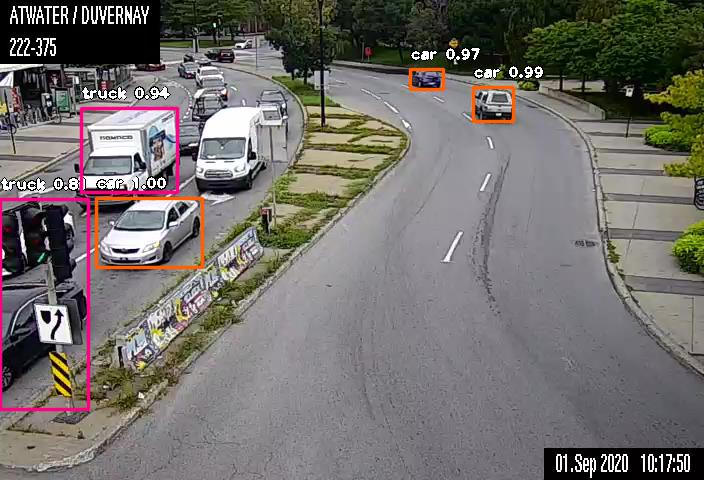 ATWATER / DUVERNAY
222-375
car 0.97
car 0.99
truck 0.94
truck 0.8
car 1.00
01.Sep 2020 10:17:50